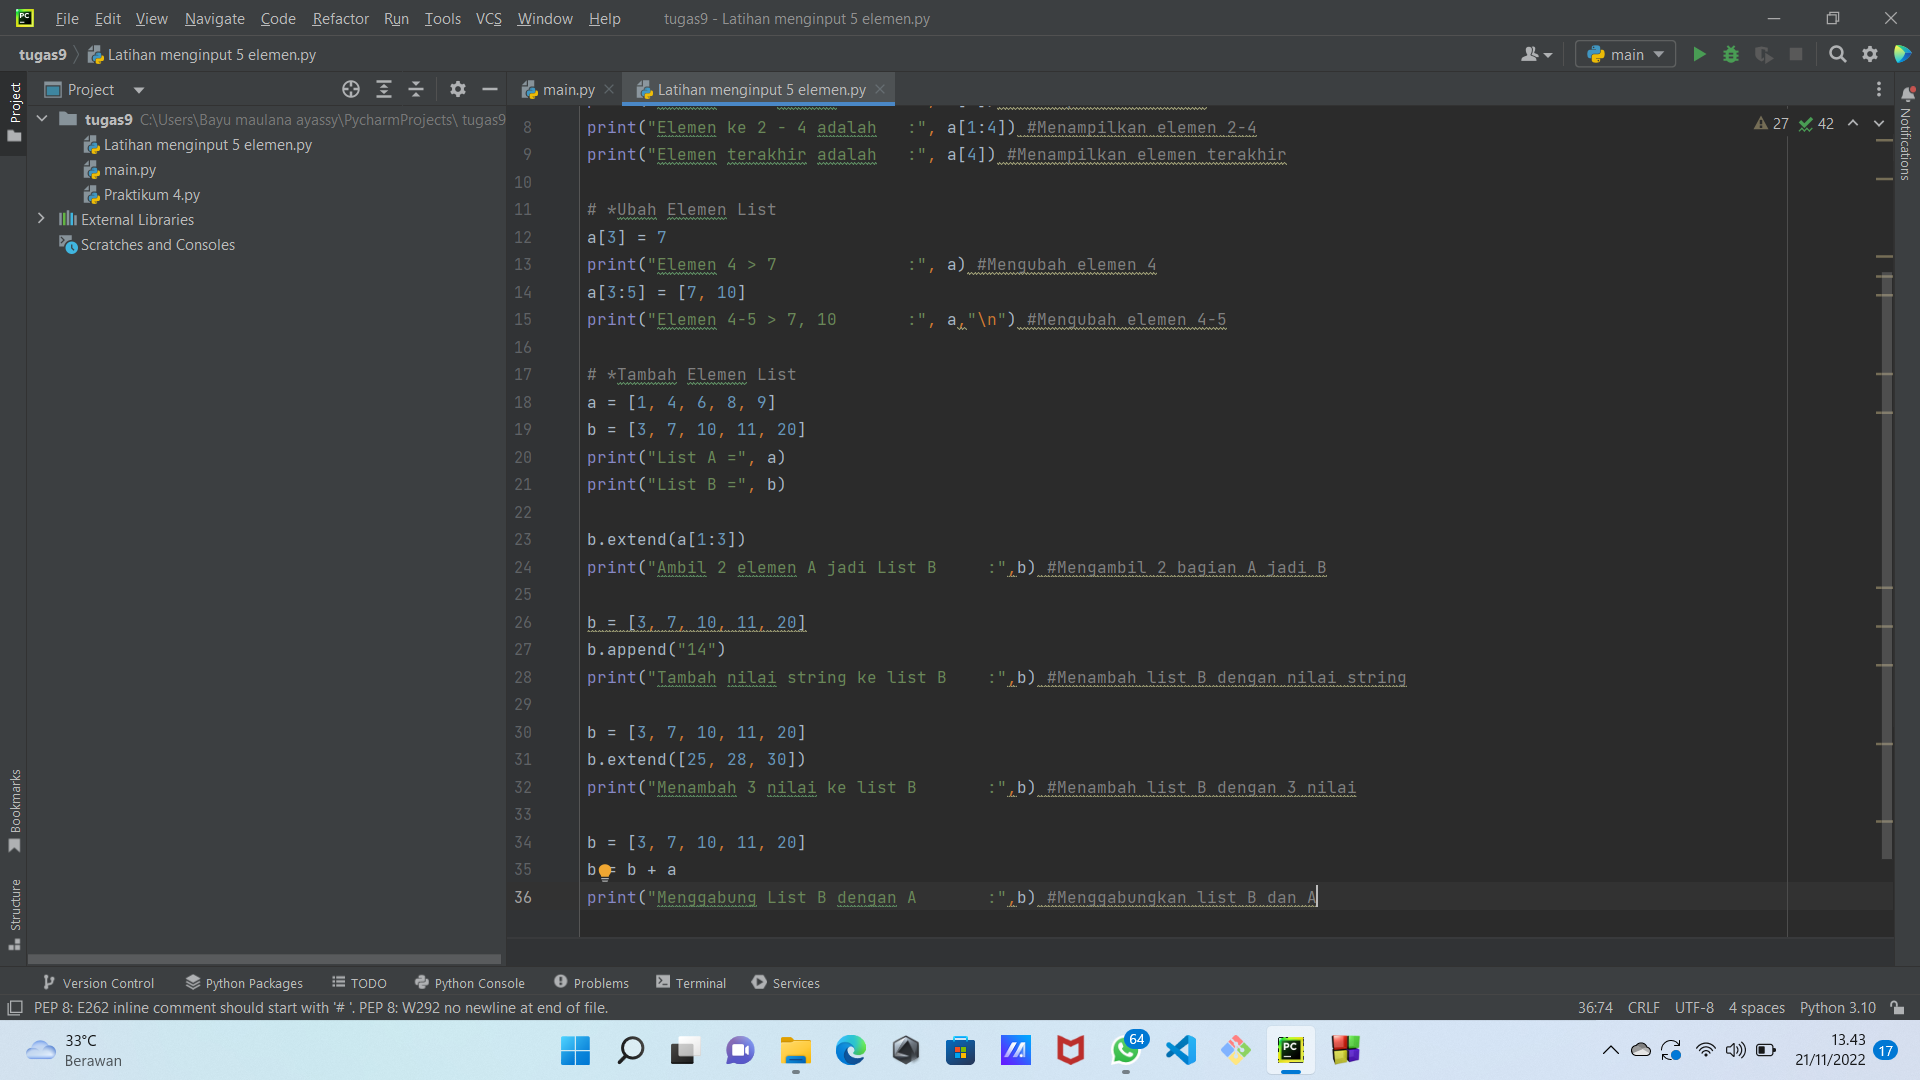 File Edit View Navigate Code Refactor Run Tools VCS Window Help tugas9 - Latihan menginput 5 elemen.py
tugas9 Latihan menginput 5 elemen.py main
Project
Project
main.py
Latihan menginput 5 elemen.py
tugas9 C:\Users\Bayu maulana ayassy\PycharmProjects\ tugas9
Latihan menginput 5 elemen.py
main.py
Praktikum 4.py
External Libraries
Scratches and Consoles
8 print("Elemen ke 2 - 4 adalah   :", a[1:4]) #Menampilkan elemen 2-4
9 print("Elemen terakhir adalah   :", a[4]) #Menampilkan elemen terakhir
10
11 # *Ubah Elemen List
12 a[3] = 7
13 print("Elemen 4 > 7             :", a) #Mengubah elemen 4
14 a[3:5] = [7, 10]
15 print("Elemen 4-5 > 7, 10       :", a,"\n") #Mengubah elemen 4-5
16
17 # *Tambah Elemen List
18 a = [1, 4, 6, 8, 9]
19 b = [3, 7, 10, 11, 20]
20 print("List A =", a)
21 print("List B =", b)
22
23 b.extend(a[1:3])
24 print("Ambil 2 elemen A jadi List B     :",b) #Mengambil 2 bagian A jadi B
25
26 b = [3, 7, 10, 11, 20]
27 b.append("14")
28 print("Tambah nilai string ke list B    :",b) #Menambah list B dengan nilai string
29
30 b = [3, 7, 10, 11, 20]
31 b.extend([25, 28, 30])
32 print("Menambah 3 nilai ke list B       :",b) #Menambah list B dengan 3 nilai
33
34 b = [3, 7, 10, 11, 20]
35 b = b + a
36 print("Menggabung List B dengan A       :",b) #Menggabungkan list B dan A
27 42
Notifications
Bookmarks
Structure
Version Control Python Packages TODO Python Console Problems Terminal Services
PEP 8: E262 inline comment should start with '# '. PEP 8: W292 no newline at end of file. 36:74 CRLF UTF-8 4 spaces Python 3.10
33°C
Berawan
64
PC
13.43
21/11/2022
17